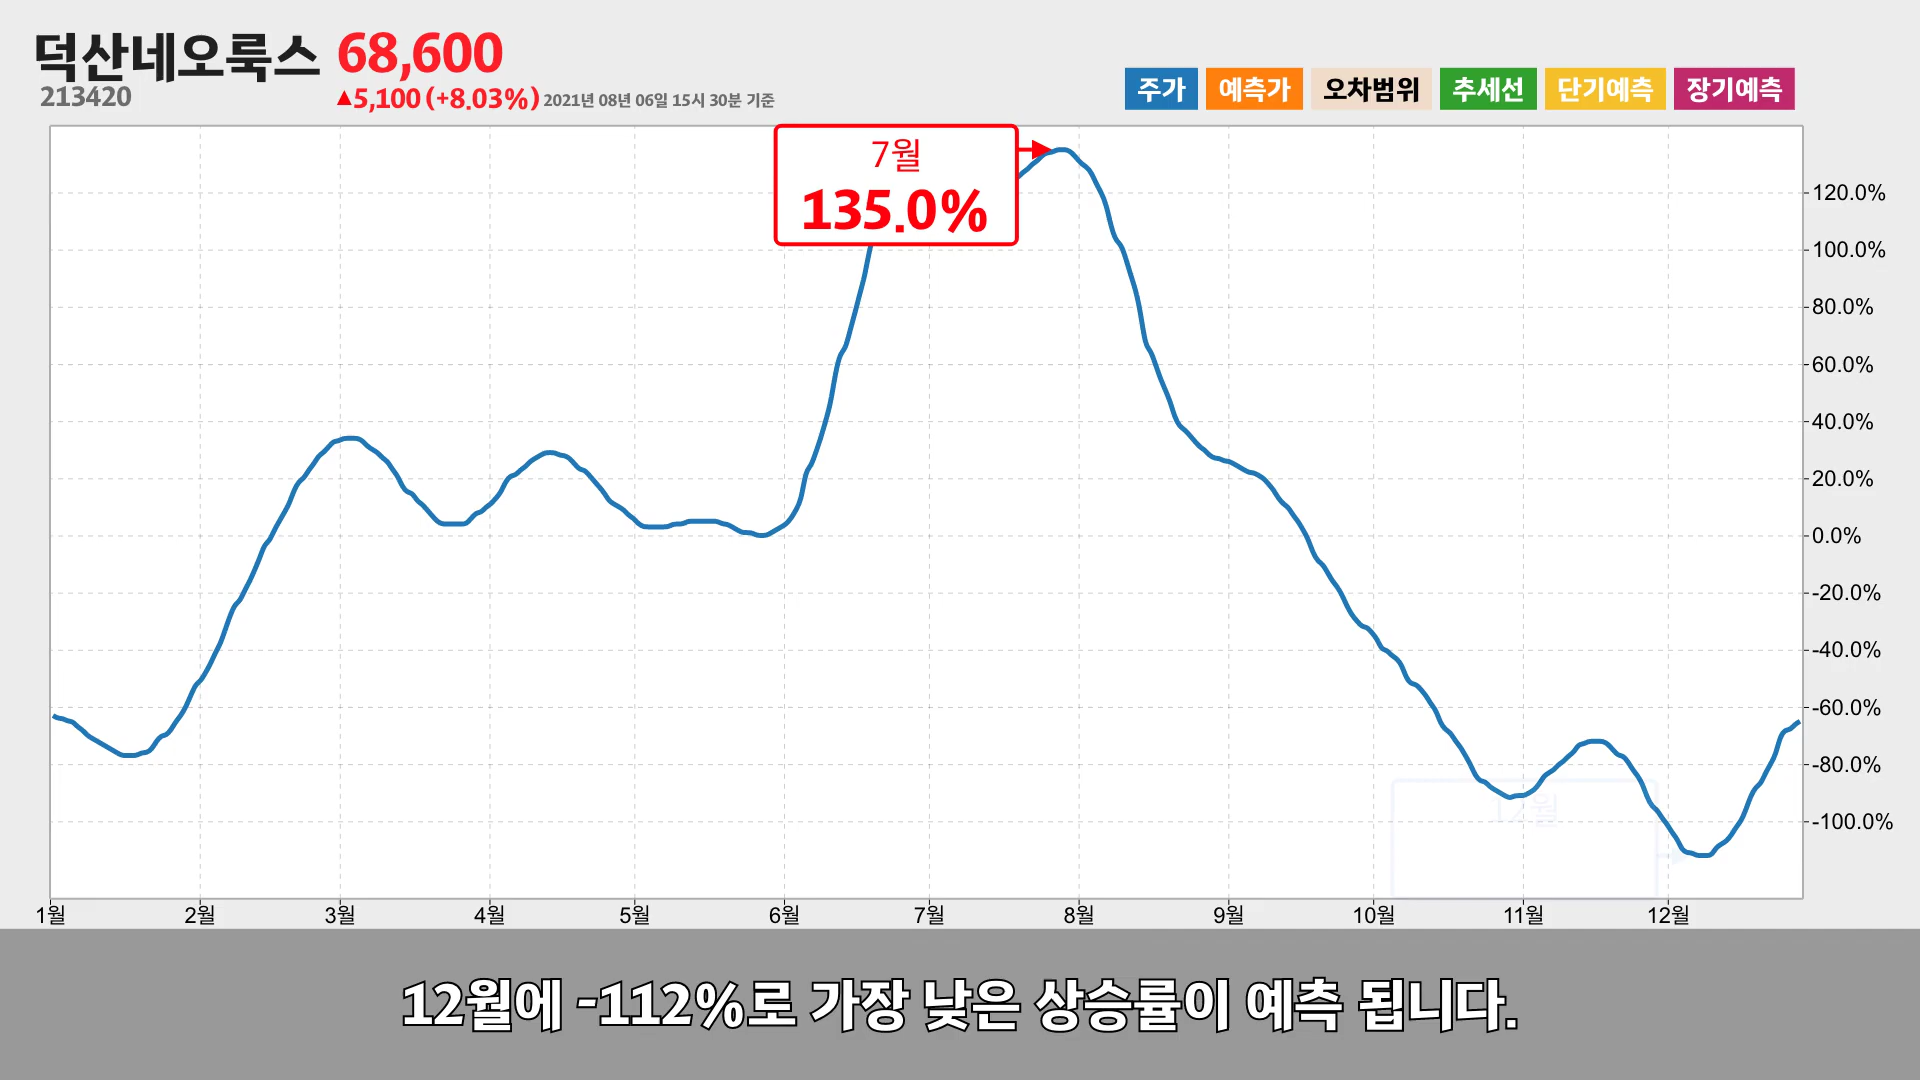 덕산네오룩스 68,600
213420
▲5,100 (+8.03%) 2021년 08년 06일 15시 30분 기준
주가 예측가 오차범위 추세선 단기예측 장기예측
7월
135.0%
120.0%
100.0%
80.0%
60.0%
40.0%
20.0%
0.0%
-20.0%
-40.0%
-60.0%
-80.0%
-100.0%
12월
1월 2월 3월 4월 5월 6월 7월 8월 9월 10월 11월 12월
12월에 -112%로 가장 낮은 상승률이 예측 됩니다.